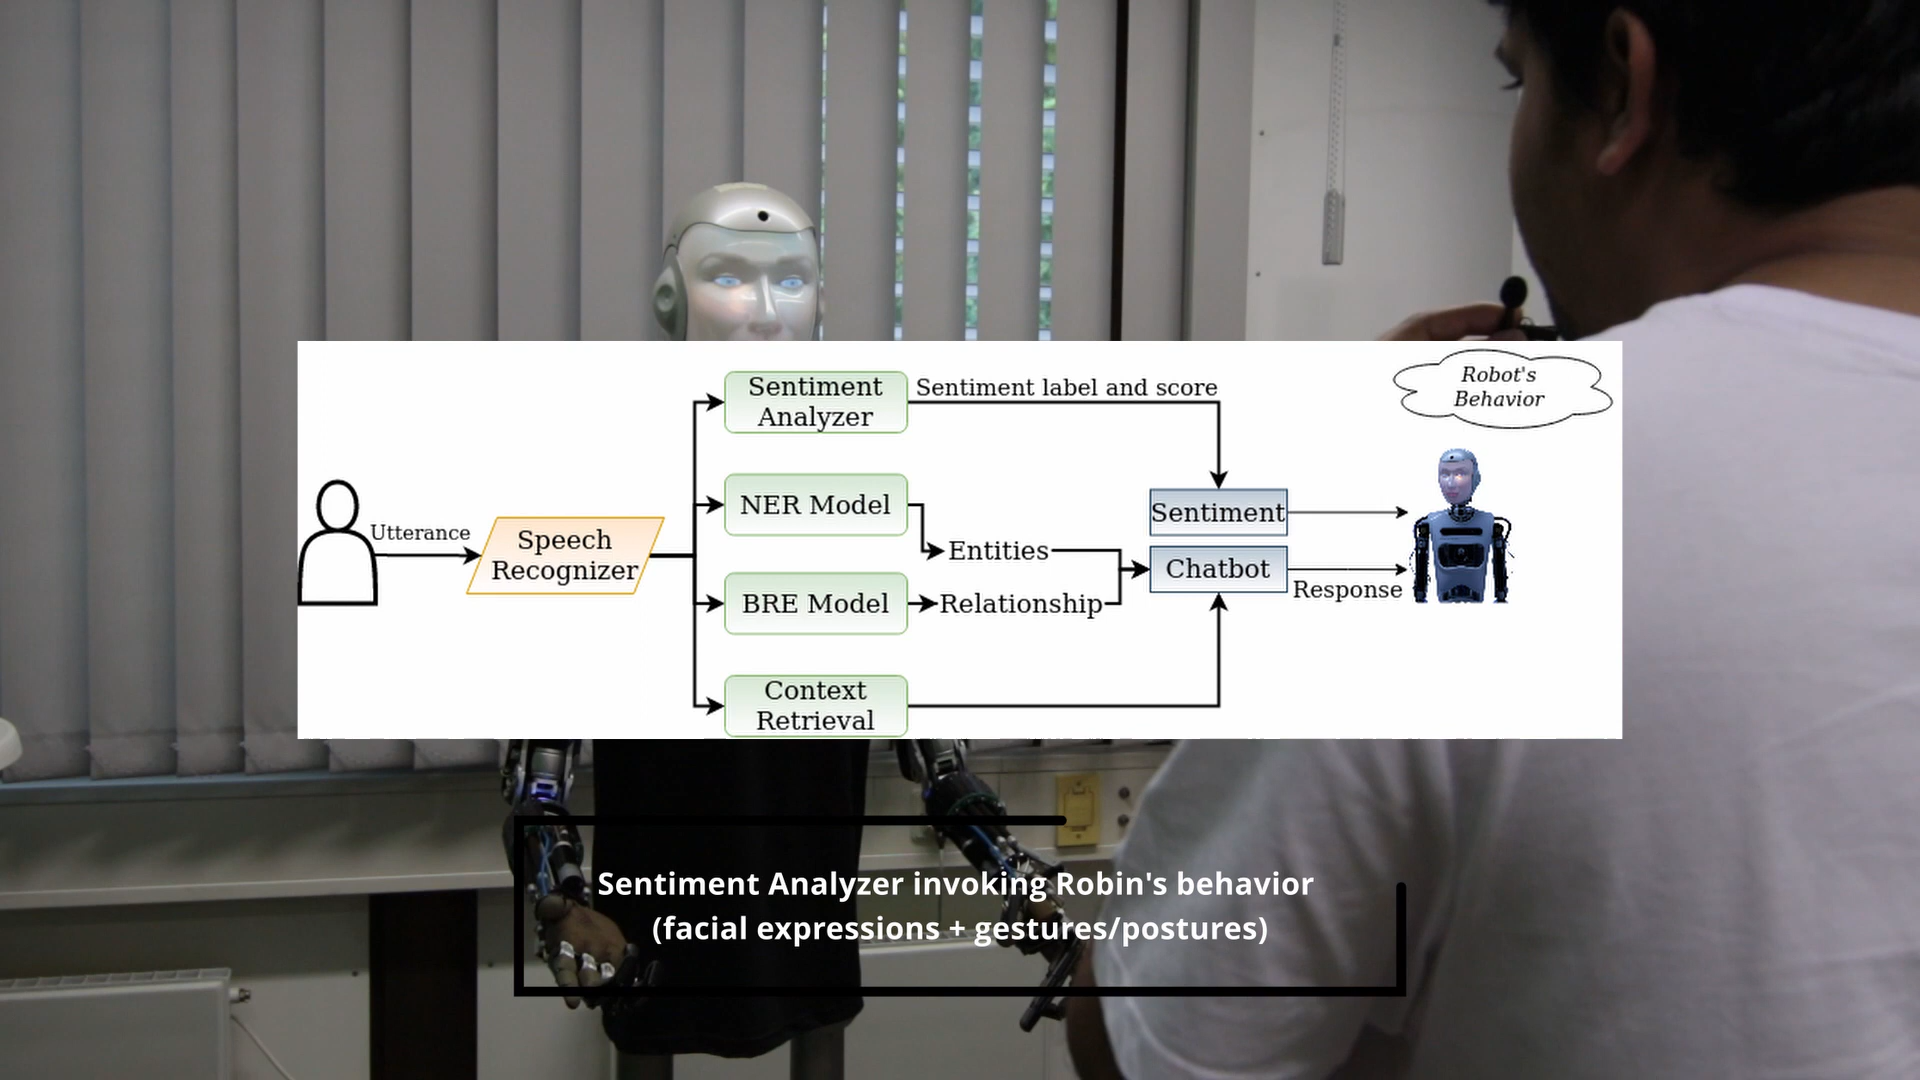 Robot's
Behavior
Sentiment
Analyzer
Sentiment label and score
NER Model
Sentiment
Utterance
Speech
Recognizer
Entities
Chatbot
Response
BRE Model
Relationship
Context
Retrieval
Sentiment Analyzer invoking Robin's behavior
(facial expressions + gestures/postures)